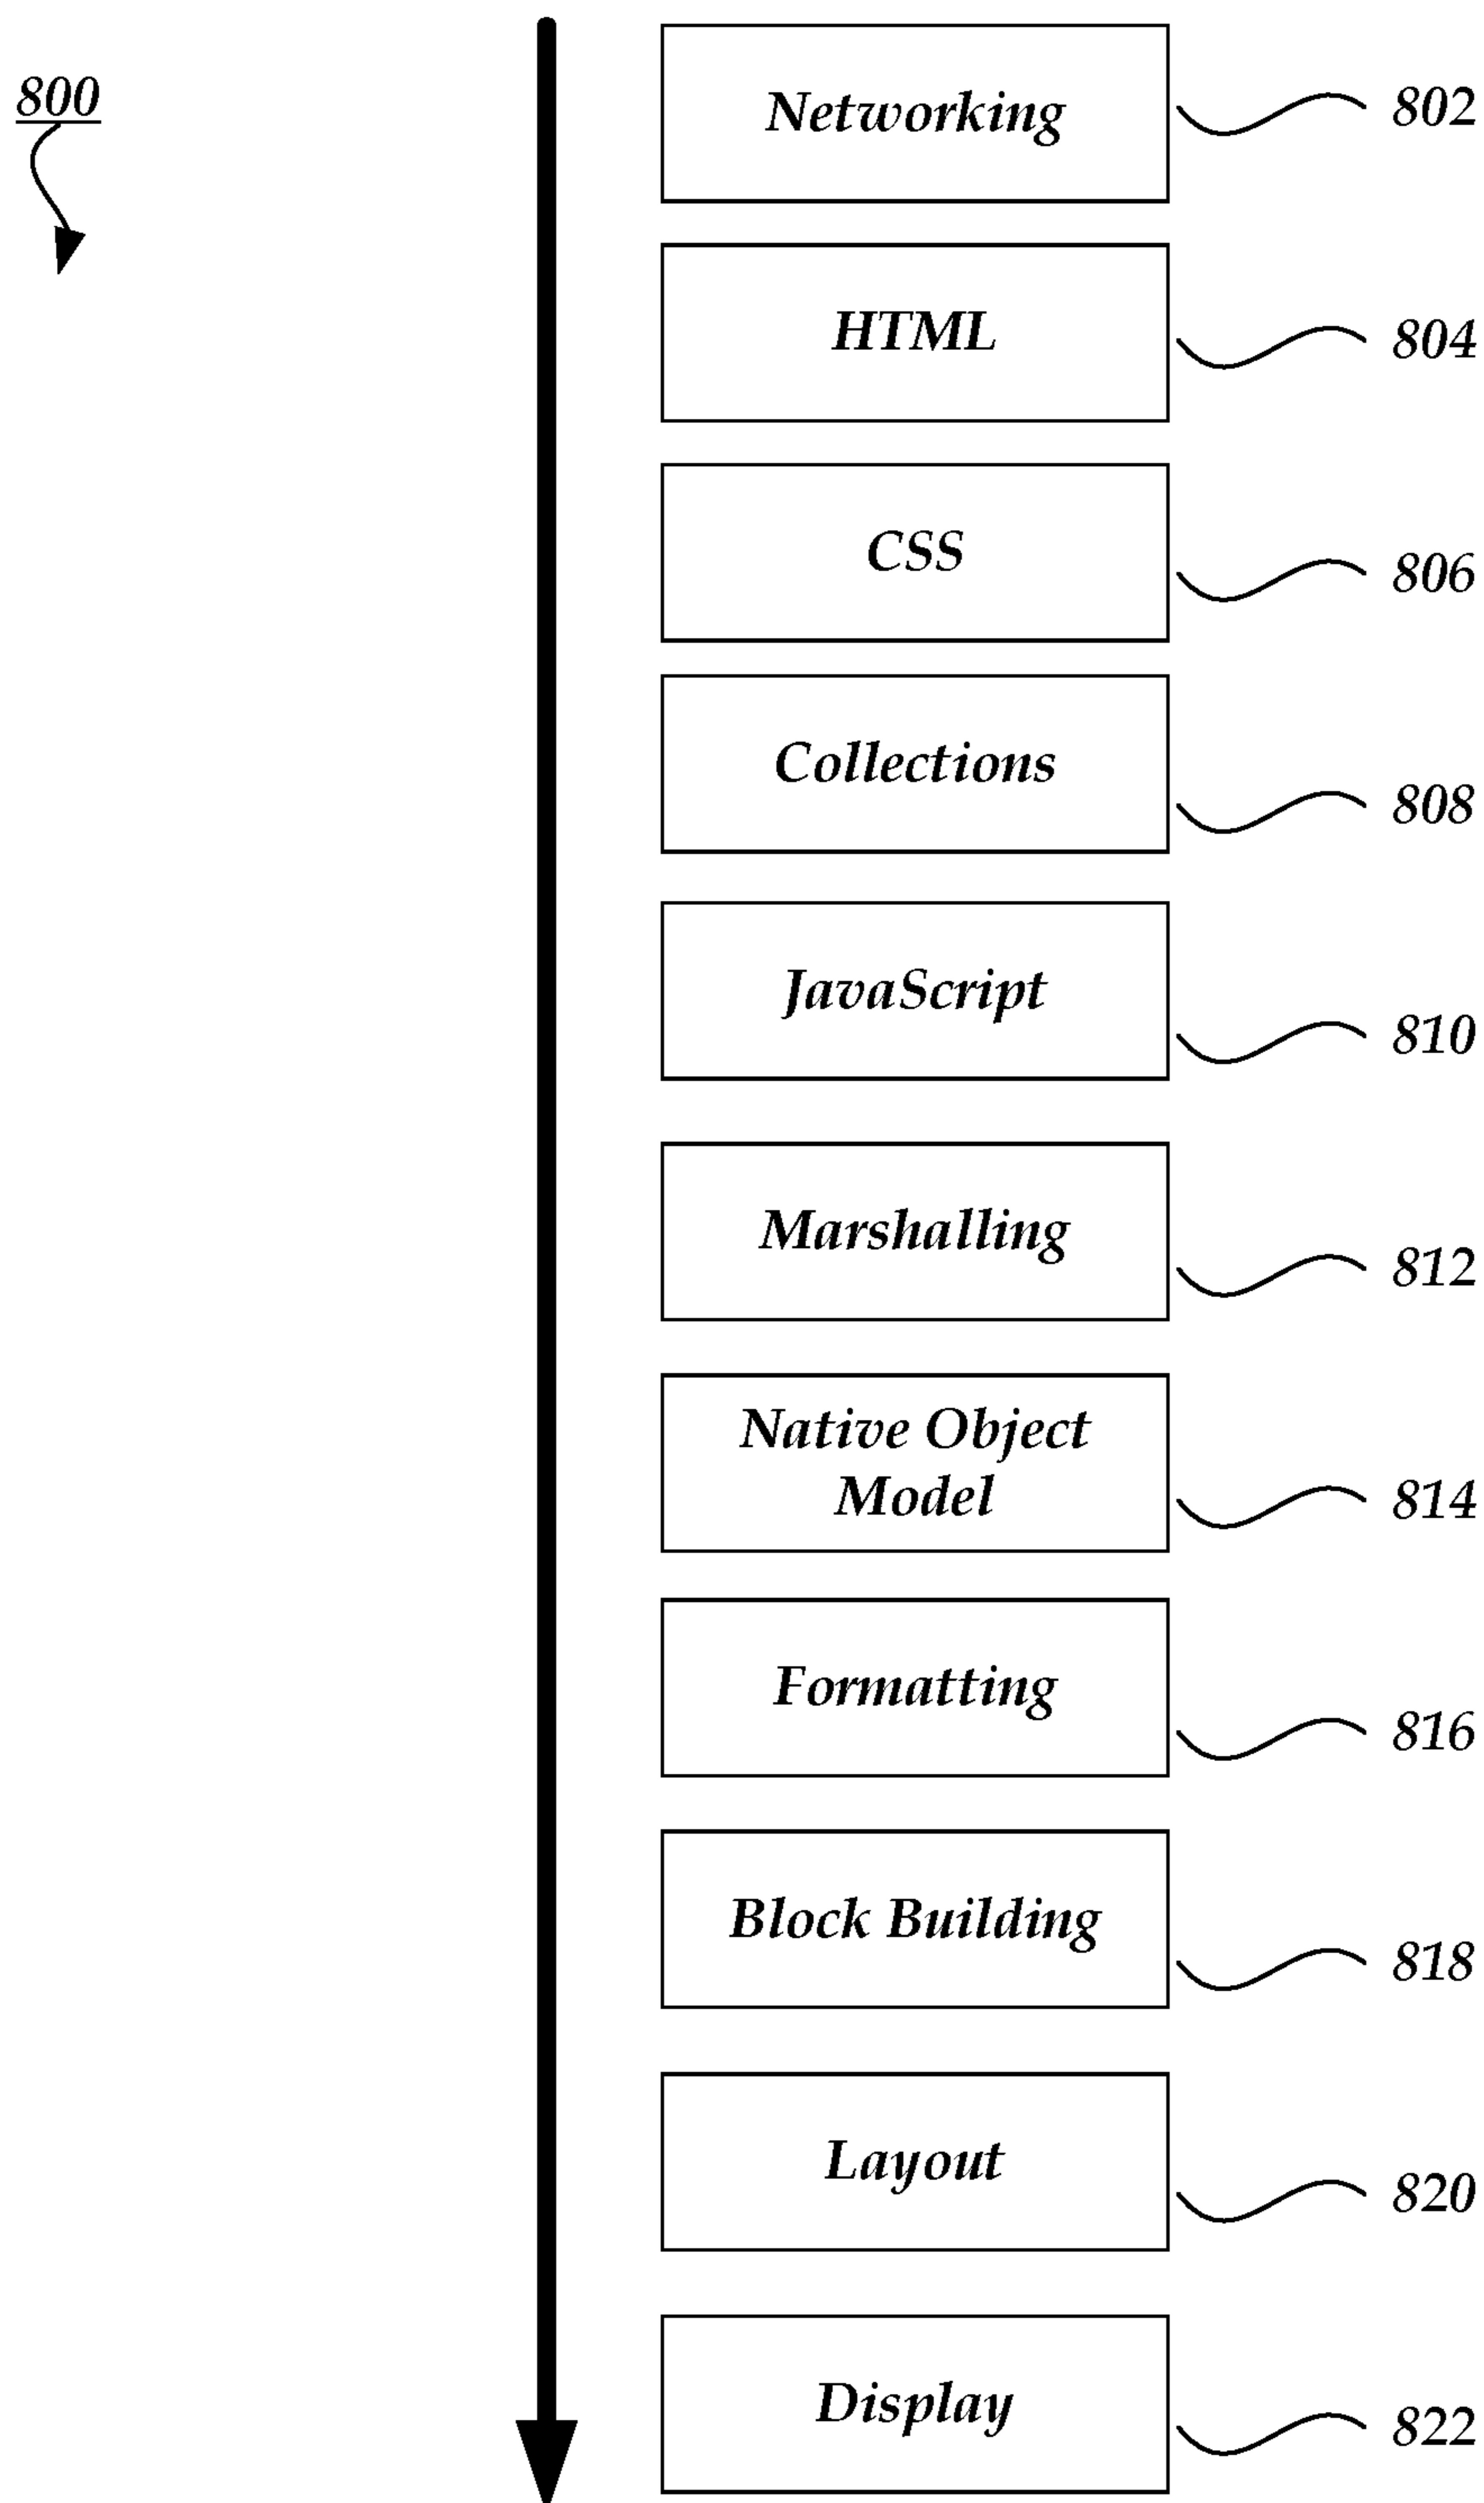 800
Networking
802
HTML
804
CSS
806
Collections
808
JavaScript
810
Marshalling
812
Native Object
Model
814
Formatting
816
Block Building
818
Layout
820
Display
822